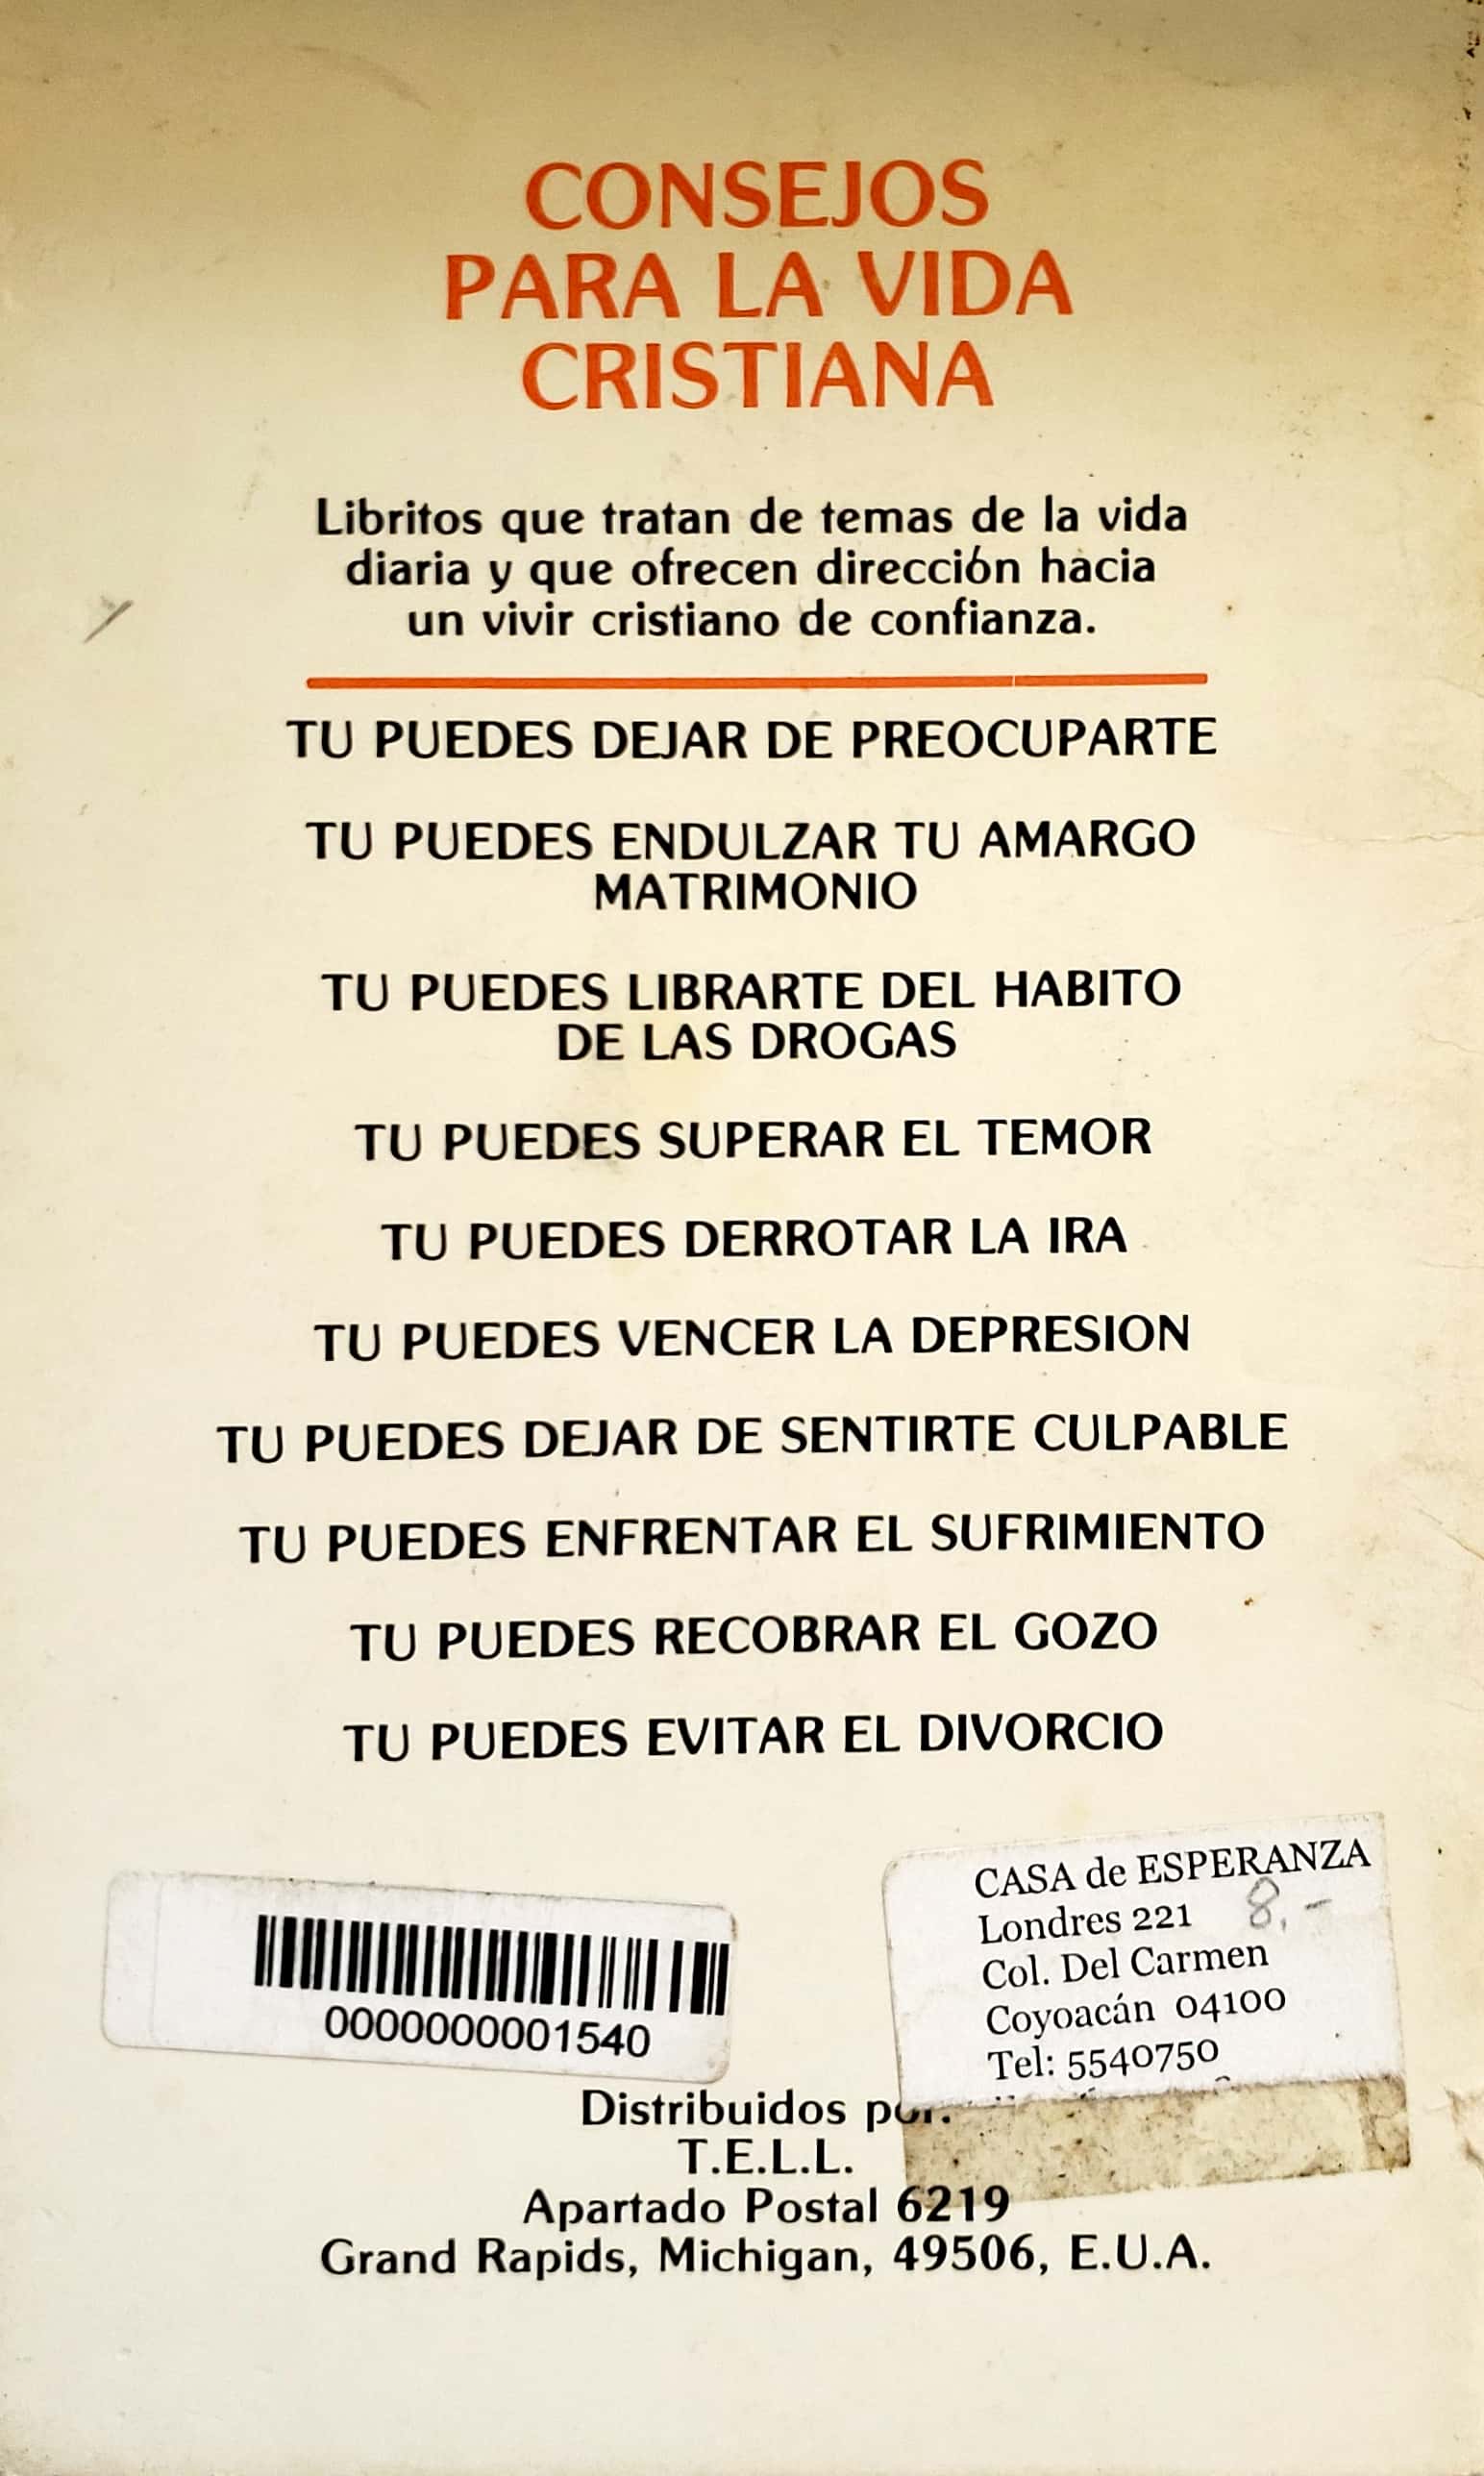 CONSEJOS
PARA LA VIDA
CRISTIANA
Libritos que tratan de temas de la vida
diaria y que ofrecen dirección hacia
un vivir cristiano de confianza.
TU PUEDES DEJAR DE PREOCUPARTE
TU PUEDES ENDULZAR TU AMARGO
MATRIMONIO
TU PUEDES LIBRARTE DEL HABITO
DE LAS DROGAS
TU PUEDES SUPERAR EL TEMOR
TU PUEDES DERROTAR LA IRA
TU PUEDES VENCER LA DEPRESION
TU PUEDES DEJAR DE SENTIRTE CULPABLE
TU PUEDES ENFRENTAR EL SUFRIMIENTO
TU PUEDES RECOBRAR EL GOZO
TU PUEDES EVITAR EL DIVORCIO
0000000001540
CASA de ESPERANZA
Londres 221 8,-
Col. Del Carmen
Coyoacán 04100
Tel: 5540750
Distribuidos por:
T.E.L.L.
Apartado Postal 6219
Grand Rapids, Michigan, 49506, E.U.A.